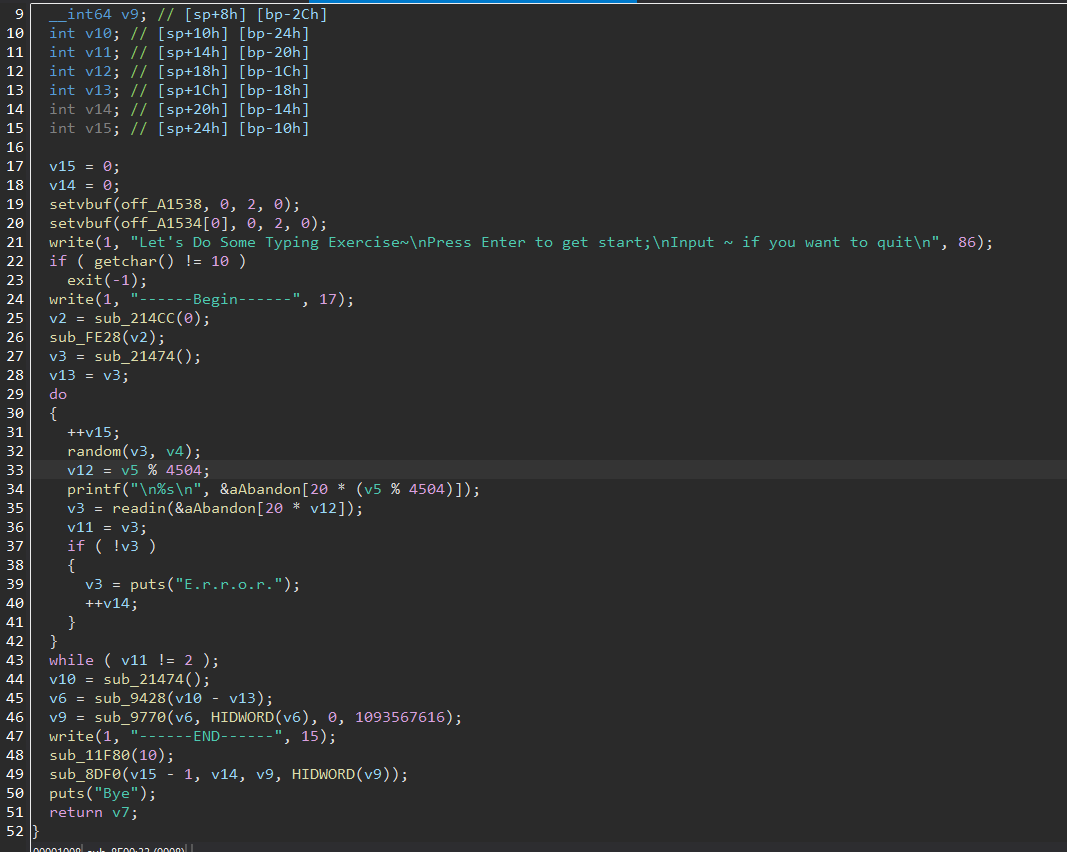 9 __int64 v9; // [sp+8h] [bp-2Ch]
10 int v10; // [sp+10h] [bp-24h]
11 int v11; // [sp+14h] [bp-20h]
12 int v12; // [sp+18h] [bp-1Ch]
13 int v13; // [sp+1Ch] [bp-18h]
14 int v14; // [sp+20h] [bp-14h]
15 int v15; // [sp+24h] [bp-10h]
16
17 v15 = 0;
18 v14 = 0;
19 setvbuf(off_A1538, 0, 2, 0);
20 setvbuf(off_A1534[0], 0, 2, 0);
21 write(1, "Let's Do Some Typing Exercise~\nPress Enter to get start;\nInput ~ if you want to quit\n", 86);
22 if ( getchar() != 10 )
23 exit(-1);
24 write(1, "------Begin------", 17);
25 v2 = sub_214CC(0);
26 sub_FE28(v2);
27 v3 = sub_21474();
28 v13 = v3;
29 do
30 {
31 ++v15;
32 random(v3, v4);
33 v12 = v5 % 4504;
34 printf("\n%s\n", &aAbandon[20 * (v5 % 4504)]);
35 v3 = readin(&aAbandon[20 * v12]);
36 v11 = v3;
37 if ( !v3 )
38 {
39 v3 = puts("E.r.r.o.r.");
40 ++v14;
41 }
42 }
43 while ( v11 != 2 );
44 v10 = sub_21474();
45 v6 = sub_9428(v10 - v13);
46 v9 = sub_9770(v6, HIDWORD(v6), 0, 1093567616);
47 write(1, "------END------", 15);
48 sub_11F80(10);
49 sub_8DF0(v15 - 1, v14, v9, HIDWORD(v9));
50 puts("Bye");
51 return v7;
52 }